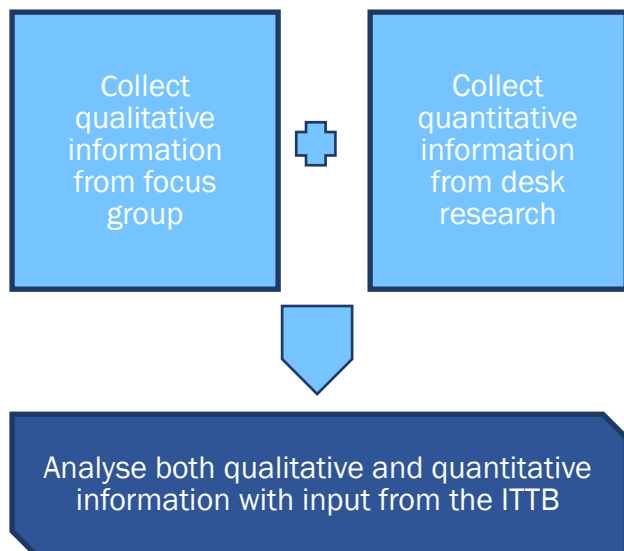 Collect
qualitative
information
from focus
group
Collect
quantitative
information
from desk
research
Analyse both qualitative and quantitative
information with input from the ITTB